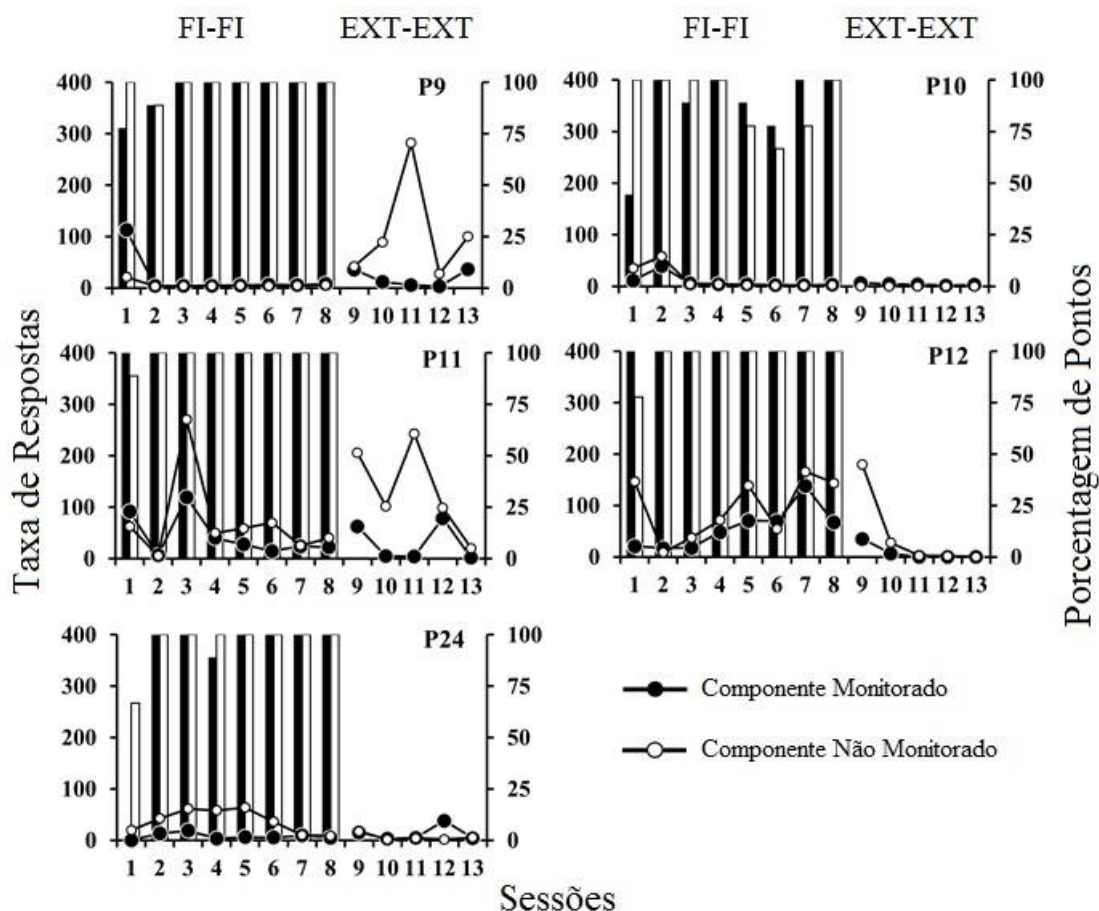 FI-FI EXT-EXT FI-FI EXT-EXT
Taxa de Respostas
Porcentagem de Pontos
P9
400 300 200 100 0
100 75 50 25 0
1 2 3 4 5 6 7 8 9 10 11 12 13
P10
400 300 200 100 0
100 75 50 25 0
1 2 3 4 5 6 7 8 9 10 11 12 13
P11
400 300 200 100 0
100 75 50 25 0
1 2 3 4 5 6 7 8 9 10 11 12 13
P12
400 300 200 100 0
100 75 50 25 0
1 2 3 4 5 6 7 8 9 10 11 12 13
P24
400 300 200 100 0
100 75 50 25 0
1 2 3 4 5 6 7 8 9 10 11 12 13
Componente Monitorado
Componente Não Monitorado
Sessões